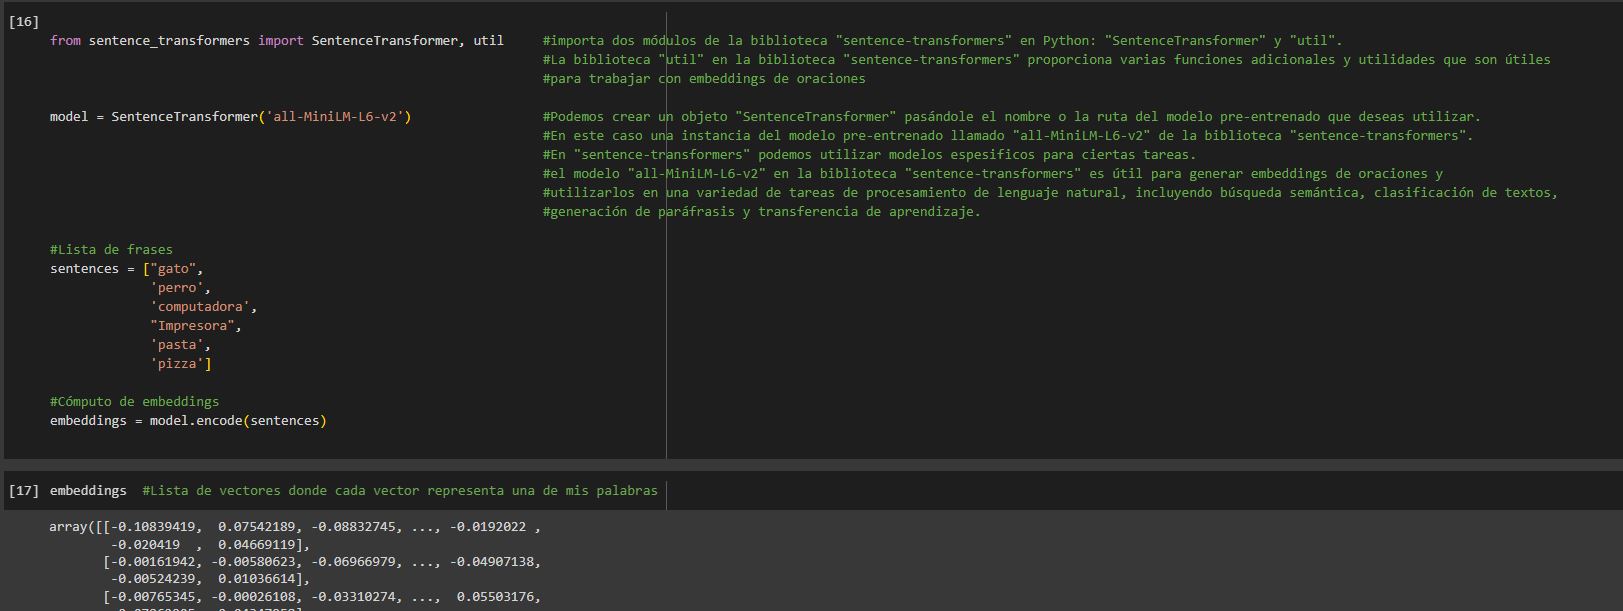 [16]
from sentence_transformers import SentenceTransformer, util #importa dos módulos de la biblioteca "sentence-transformers" en Python: "SentenceTransformer" y "util".
#La biblioteca "util" en la biblioteca "sentence-transformers" proporciona varias funciones adicionales y utilidades que son útiles
#para trabajar con embeddings de oraciones
model = SentenceTransformer('all-MiniLM-L6-v2') #Podemos crear un objeto "SentenceTransformer" pasándole el nombre o la ruta del modelo pre-entrenado que deseas utilizar.
#En este caso una instancia del modelo pre-entrenado llamado "all-MiniLM-L6-v2" de la biblioteca "sentence-transformers".
#En "sentence-transformers" podemos utilizar modelos espesificos para ciertas tareas.
#el modelo "all-MiniLM-L6-v2" en la biblioteca "sentence-transformers" es útil para generar embeddings de oraciones y
#utilizarlos en una variedad de tareas de procesamiento de lenguaje natural, incluyendo búsqueda semántica, clasificación de textos,
#generación de paráfrasis y transferencia de aprendizaje.
#Lista de frases
sentences = ["gato",
'perro',
'computadora',
"Impresora",
'pasta',
'pizza']
#Cómputo de embeddings
embeddings = model.encode(sentences)
[17] embeddings #Lista de vectores donde cada vector representa una de mis palabras
array([[-0.10839419, 0.07542189, -0.08832745, ..., -0.0192022 ,
-0.020419 , 0.04669119],
[-0.00161942, -0.00580623, -0.06966979, ..., -0.04907138,
-0.00524239, 0.01036614],
[-0.00765345, -0.00026108, -0.03310274, ..., 0.05503176,